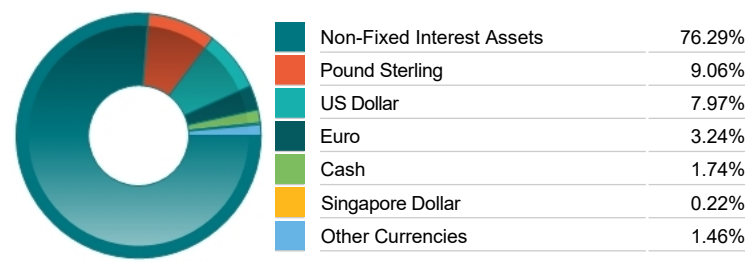 Non-Fixed Interest Assets 76.29%
Pound Sterling 9.06%
US Dollar 7.97%
Euro 3.24%
Cash 1.74%
Singapore Dollar 0.22%
Other Currencies 1.46%